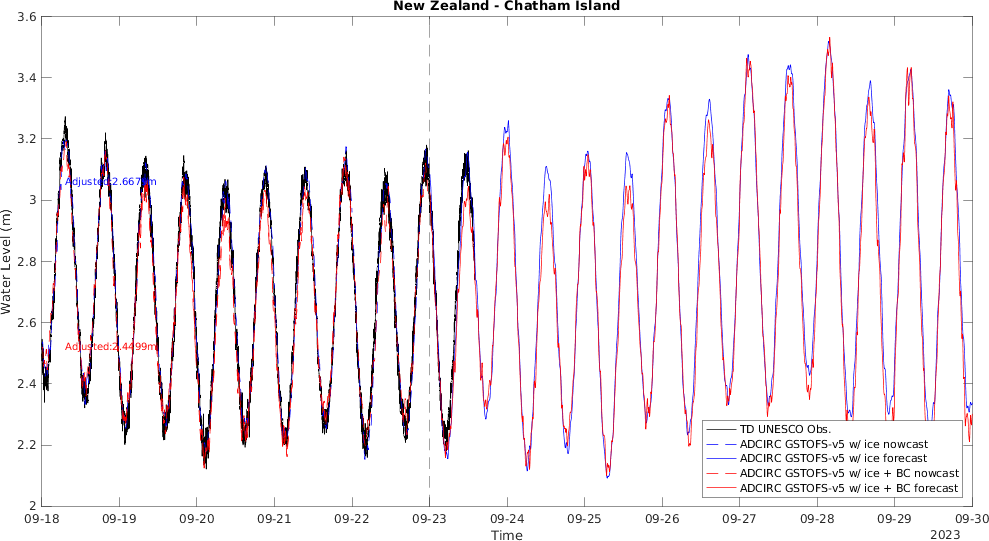 New Zealand - Chatham Island
3.6
3.4
3.2
3
2.8
2.6
2.4
2.2
2
Water Level (m)
Adjusted:2.4499m
TD UNESCO Obs.
ADCIRC GSTOFS-v5 w/ ice nowcast
ADCIRC GSTOFS-v5 w/ ice forecast
ADCIRC GSTOFS-v5 w/ ice + BC nowcast
ADCIRC GSTOFS-v5 w/ ice + BC forecast
09-18 09-19 09-20 09-21 09-22 09-23 09-24 09-25 09-26 09-27 09-28 09-29 09-30
Time
2023